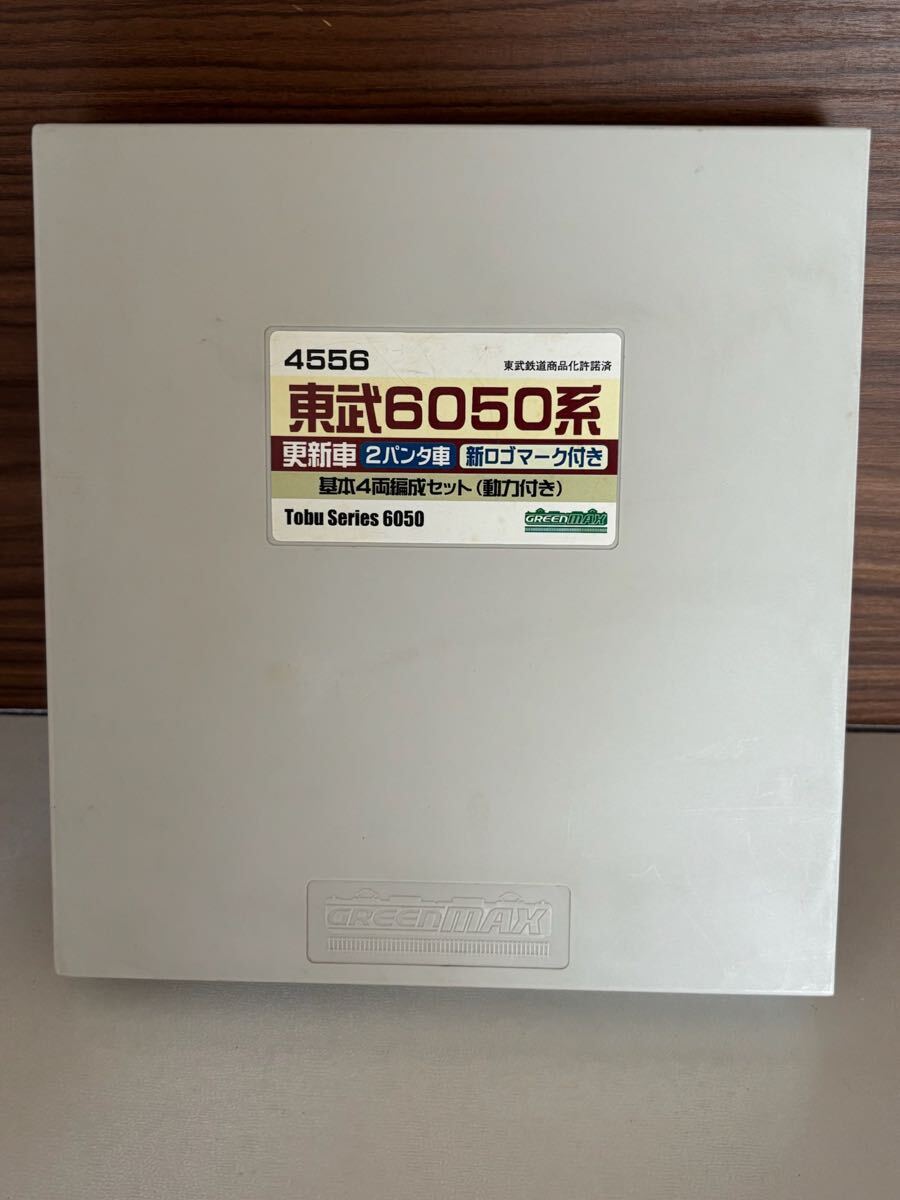 4556
東武鉄道商品化許諾済
東武6050系
更新車 2パンタ車 新ロゴマーク付き
基本4両編成セット(動力付き)
Tobu Series 6050
GREENMAX
GREENMAX